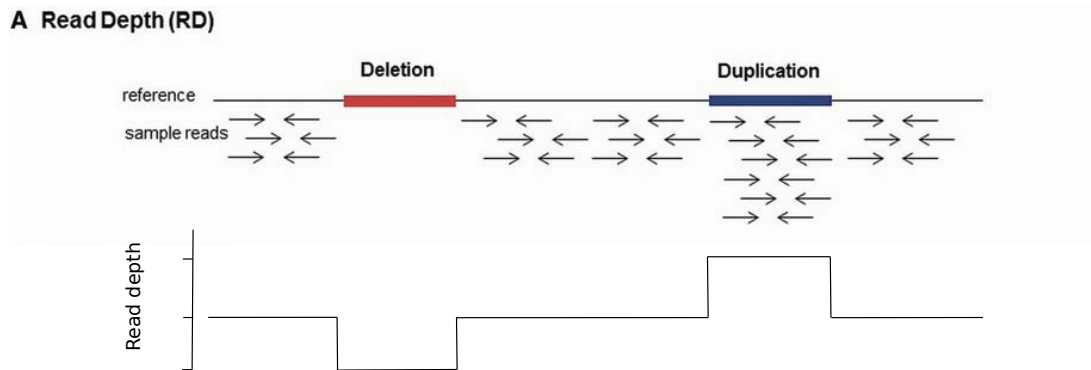 A Read Depth (RD)
Deletion
Duplication
reference
sample reads
Read depth